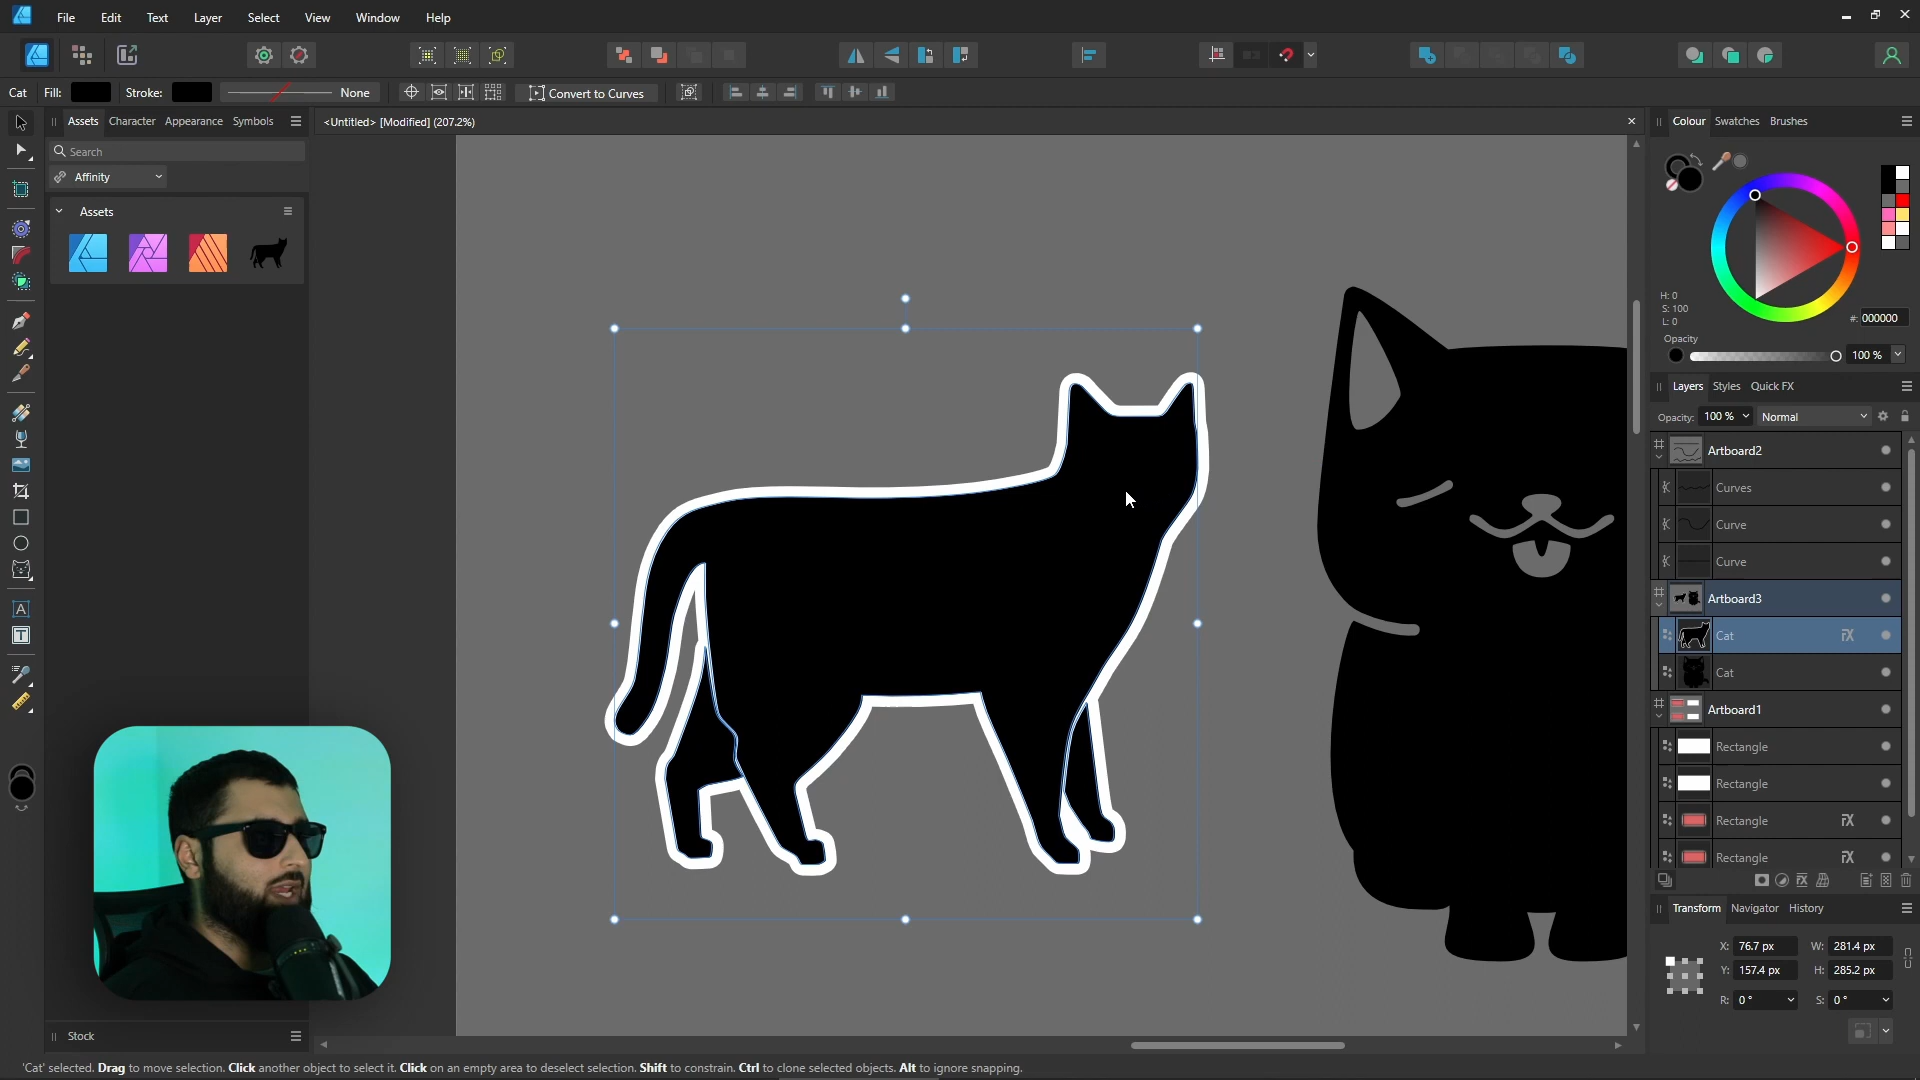 File Edit Text Layer Select View Window Help
Cat Fill: Stroke: None Convert to Curves
Assets Character Appearance Symbols
<Untitled> [Modified] (207.2%)
Search
Affinity
Assets
Stock
Colour Swatches Brushes
H: 0
S: 100
L: 0
#: 000000
Opacity
100 %
Layers Styles Quick FX
Opacity: 100 % Normal
Artboard2
Curves
Curve
Curve
Artboard3
Cat
Cat
Artboard1
Rectangle
Rectangle
Rectangle
Rectangle
Transform Navigator History
X: 76.7 px W: 281.4 px
Y: 157.4 px H: 285.2 px
R: 0 ° S: 0 °
'Cat' selected. Drag to move selection. Click another object to select it. Click on an empty area to deselect selection. Shift to constrain. Ctrl to clone selected objects. Alt to ignore snapping.